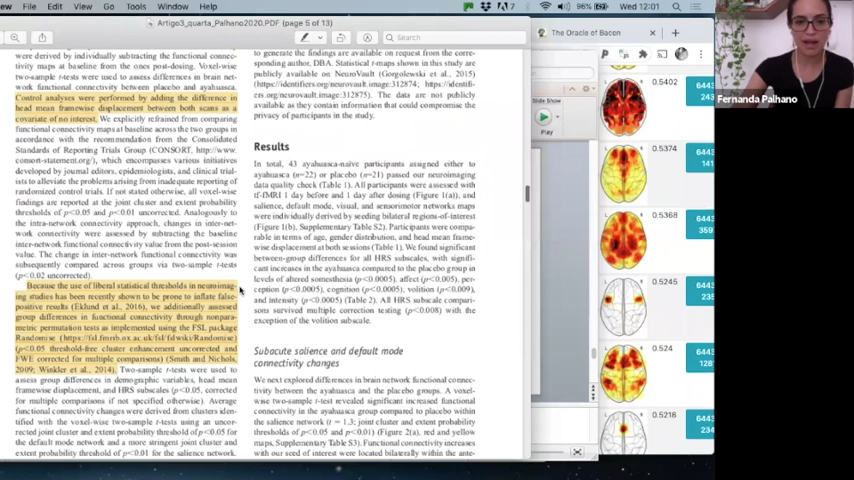 ew Go Tools Window Help
96% Wed 12:01
Artigo3_quarta_Palhano2020.PDF (page 5 of 13)
Search
were derived by individually subtracting the functional connec-
tivity maps at baseline from the ones post-dosing. Voxel-wise
two-sample t-tests were used to assess differences in brain net-
work functional connectivity between placebo and ayahuasca.
Control analyses were performed by adding the difference in
head mean framewise displacement between both scans as a
covariate of no interest. We explicitly refrained from comparing
functional connectivity maps at baseline across the two groups in
accordance with the recommendation from the Consolidated
Standards of Reporting Trials Group (CONSORT, http://www.
consort-statement.org/), which encompasses various initiatives
developed by journal editors, epidemiologists, and clinical trial-
ists to alleviate the problems arising from inadequate reporting of
randomized control trials. If not stated otherwise, all voxel-wise
findings are reported at the joint cluster and extent probability
thresholds of p<0.05 and p<0.01 uncorrected. Analogously to
the intra-network connectivity approach, changes in inter-net-
work connectivity were assessed by subtracting the baseline
inter-network functional connectivity value from the post-session
value. The change in inter-network functional connectivity was
subsequently compared across groups via two-sample t-tests
(p<0.02 uncorrected).
Because the use of liberal statistical thresholds in neuroimag-
ing studies has been recently shown to be prone to inflate false-
positive results (Eklund et al., 2016), we additionally assessed
group differences in functional connectivity through nonpara-
metric permutation tests as implemented using the FSL package
Randomise (https://fsl.fmrib.ox.ac.uk/fsl/fslwiki/Randomise)
(p<0.05 threshold-free cluster enhancement uncorrected and
FWE corrected for multiple comparisons) (Smith and Nichols,
2009; Winkler et al., 2014). Two-sample t-tests were used to
assess group differences in demographic variables, head mean
framewise displacement, and HRS subscales (p<0.05, corrected
for multiple comparisons if not specified otherwise). Average
functional connectivity changes were derived from clusters iden-
tified with the voxel-wise two-sample t-tests using an uncor-
rected joint cluster and extent probability threshold of p<0.05 for
the default mode network and a more stringent joint cluster and
extent probability threshold of p<0.01 for the salience network.
to generate the findings are available on request from the corre-
sponding author, DBA. Statistical t-maps shown in this study are
publicly available on NeuroVault (Gorgolewski et al., 2015)
(https://identifiers.org/neurovault.image:312874; https://identifi-
ers.org/neurovault.image:312875). The data are not publicly
available as they contain information that could compromise the
privacy of participants in the study.
Results
In total, 43 ayahuasca-naive participants assigned either to
ayahuasca (n=22) or placebo (n=21) passed our neuroimaging
data quality check (Table 1). All participants were assessed with
rs-fMRI 1 day before and 1 day after dosing (Figure 1(a)), and
salience, default mode, visual, and sensorimotor networks maps
were individually derived by seeding bilateral regions-of-interest
(Figure 1(b), Supplementary Table S2). Participants were compa-
rable in terms of age, gender distribution, and head mean frame-
wise displacement at both sessions (Table 1). We found significant
between-group differences for all HRS subscales, with signifi-
cant increases in the ayahuasca compared to the placebo group in
levels of altered somesthesia (p<0.0005), affect (p<0.005), per-
ception (p<0.0005), cognition (p<0.0005), volition (p<0.009),
and intensity (p<0.0005) (Table 2). All HRS subscale compari-
sons survived multiple correction testing (p<0.008) with the
exception of the volition subscale.
Subacute salience and default mode
connectivity changes
We next explored differences in brain network functional connec-
tivity between the ayahuasca and the placebo groups. A voxel-
wise two-sample t-test revealed significant increased functional
connectivity in the ayahuasca group compared to placebo within
the salience network (t = 1.3; joint cluster and extent probability
thresholds of p<0.05 and p<0.01) (Figure 2(a), red and yellow
maps, Supplementary Table S3). Functional connectivity increases
with our seed of interest were located bilaterally within the ante-
The Oracle of Bacon
Slide Show
Play
0.5402
6443
243
0.5374
6443
141
0.5368
6443
359
0.5245
6443
235
0.524
6443
128
0.5218
6443
234
Fernanda Palhano